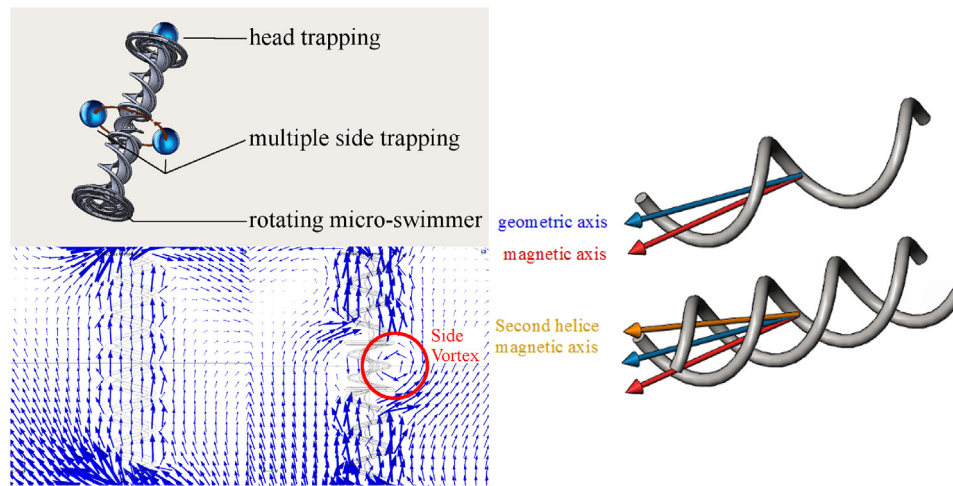 head trapping
multiple side trapping
rotating micro-swimmer
Side
Vortex
geometric axis
magnetic axis
Second helice
magnetic axis